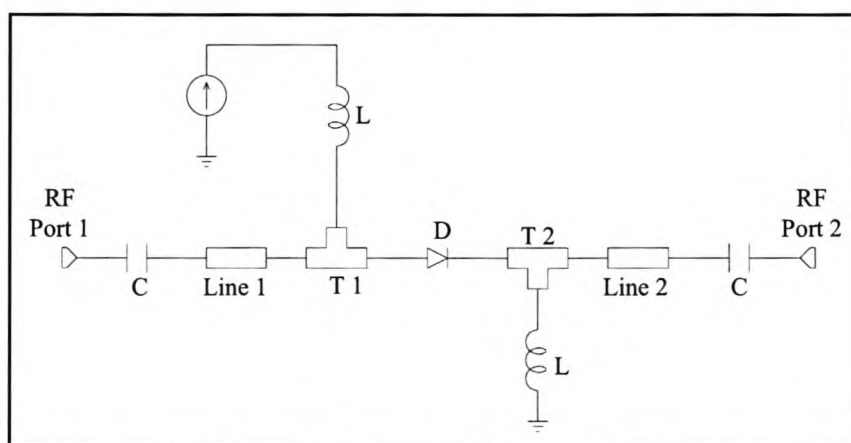 L
RF
Port 1
RF
Port 2
D
T 2
C
Line 1
T 1
Line 2
C
L